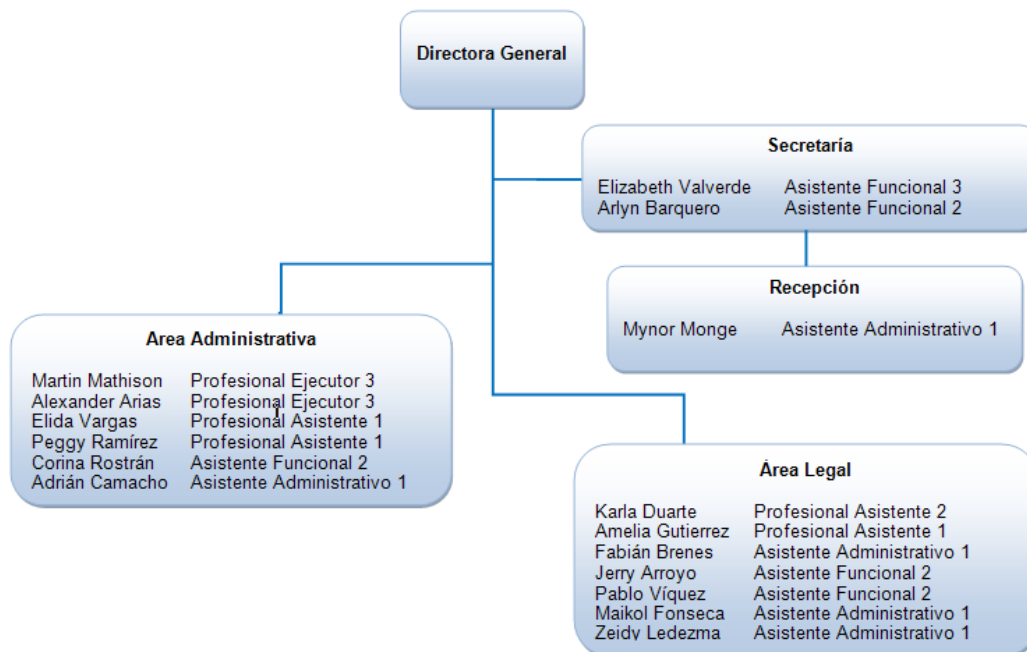 Directora General
Secretaría
Elizabeth Valverde Asistente Funcional 3
Arlyn Barquero Asistente Funcional 2
Recepción
Mynor Monge Asistente Administrativo 1
Area Administrativa
Martin Mathison Profesional Ejecutor 3
Alexander Arias Profesional Ejecutor 3
Elida Vargas Profesional Asistente 1
Peggy Ramírez Profesional Asistente 1
Corina Rostrán Asistente Funcional 2
Adrián Camacho Asistente Administrativo 1
Área Legal
Karla Duarte Profesional Asistente 2
Amelia Gutierrez Profesional Asistente 1
Fabián Brenes Asistente Administrativo 1
Jerry Arroyo Asistente Funcional 2
Pablo Víquez Asistente Funcional 2
Maikol Fonseca Asistente Administrativo 1
Zeidy Ledezma Asistente Administrativo 1